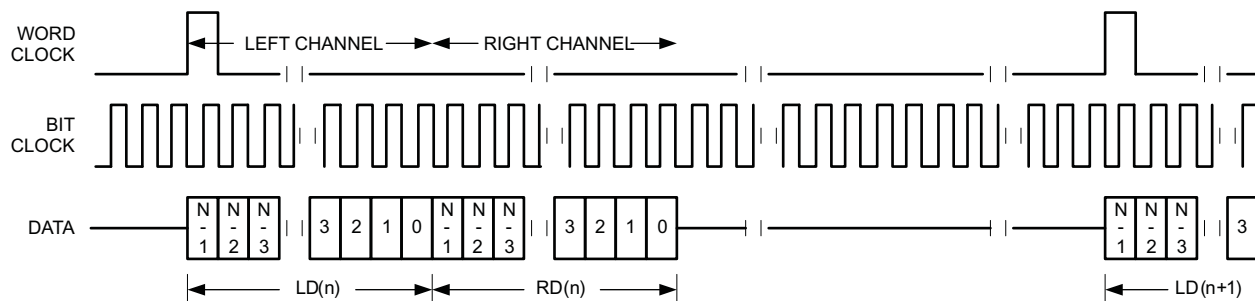 WORD
CLOCK
LEFT CHANNEL
RIGHT CHANNEL
BIT
CLOCK
DATA
N-1
N-2
N-3
3
2
1
0
N-1
N-2
N-3
3
2
1
0
N-1
N-2
N-3
3
LD(n)
RD(n)
LD(n+1)